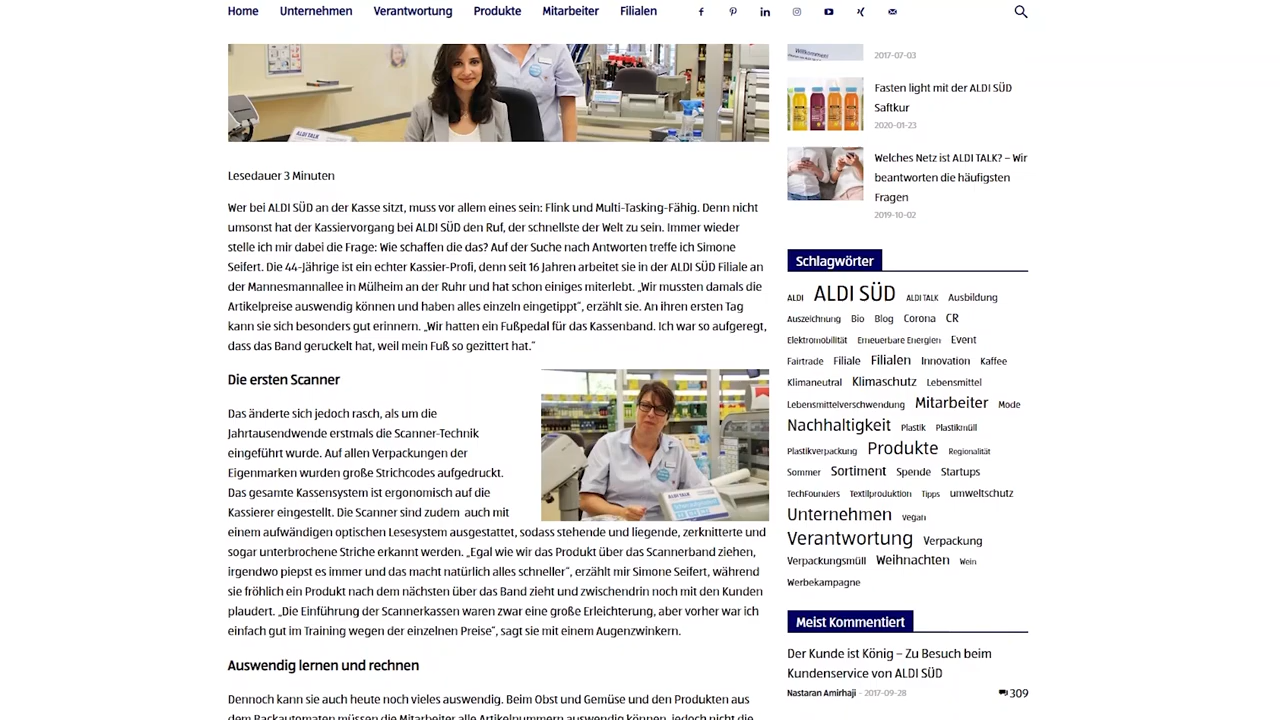 Home Unternehmen Verantwortung Produkte Mitarbeiter Filialen
ALDI TALK
Lesedauer 3 Minuten
Wer bei ALDI SÜD an der Kasse sitzt, muss vor allem eines sein: Flink und Multi-Tasking-Fähig. Denn nicht
umsonst hat der Kassiervorgang bei ALDI SÜD den Ruf, der schnellste der Welt zu sein. Immer wieder
stelle ich mir dabei die Frage: Wie schaffen die das? Auf der Suche nach Antworten treffe ich Simone
Seifert. Die 44-Jährige ist ein echter Kassier-Profi, denn seit 16 Jahren arbeitet sie in der ALDI SÜD Filiale an
der Mannesmannallee in Mülheim an der Ruhr und hat schon einiges miterlebt. „Wir mussten damals die
Artikelpreise auswendig können und haben alles einzeln eingetippt“, erzählt sie. An ihren ersten Tag
kann sie sich besonders gut erinnern. „Wir hatten ein Fußpedal für das Kassenband. Ich war so aufgeregt,
dass das Band geruckelt hat, weil mein Fuß so gezittert hat.“
Die ersten Scanner
Das änderte sich jedoch rasch, als um die
Jahrtausendwende erstmals die Scanner-Technik
eingeführt wurde. Auf allen Verpackungen der
Eigenmarken wurden große Strichcodes aufgedruckt.
Das gesamte Kassensystem ist ergonomisch auf die
Kassierer eingestellt. Die Scanner sind zudem auch mit
einem aufwändigen optischen Lesesystem ausgestattet, sodass stehende und liegende, zerknitterte und
sogar unterbrochene Striche erkannt werden. „Egal wie wir das Produkt über das Scannerband ziehen,
irgendwo piepst es immer und das macht natürlich alles schneller“, erzählt mir Simone Seifert, während
sie fröhlich ein Produkt nach dem nächsten über das Band zieht und zwischendrin noch mit den Kunden
plaudert. „Die Einführung der Scannerkassen waren zwar eine große Erleichterung, aber vorher war ich
einfach gut im Training wegen der einzelnen Preise“, sagt sie mit einem Augenzwinkern.
ALDI TALK
Auswendig lernen und rechnen
Dennoch kann sie auch heute noch vieles auswendig. Beim Obst und Gemüse und den Produkten aus
dem Backautomaten müssen die Mitarbeiter alle Artikelnummern auswendig können, jedoch nicht die
Willkommen!
2017-07-03
Fasten light mit der ALDI SÜD
Saftkur
2020-01-23
Welches Netz ist ALDI TALK? – Wir
beantworten die häufigsten
Fragen
2019-10-02
Schlagwörter
ALDI ALDI SÜD ALDI TALK Ausbildung
Auszeichnung Bio Blog Corona CR
Elektromobilität Erneuerbare Energien Event
Fairtrade Filiale Filialen Innovation Kaffee
Klimaneutral Klimaschutz Lebensmittel
Lebensmittelverschwendung Mitarbeiter Mode
Nachhaltigkeit Plastik Plastikmüll
Plastikverpackung Produkte Regionalität
Sommer Sortiment Spende Startups
TechFounders Textilproduktion Tipps umweltschutz
Unternehmen vegan
Verantwortung Verpackung
Verpackungsmüll Weihnachten Wein
Werbekampagne
Meist Kommentiert
Der Kunde ist König – Zu Besuch beim
Kundenservice von ALDI SÜD
Nastaran Amirhaji - 2017-09-28 309